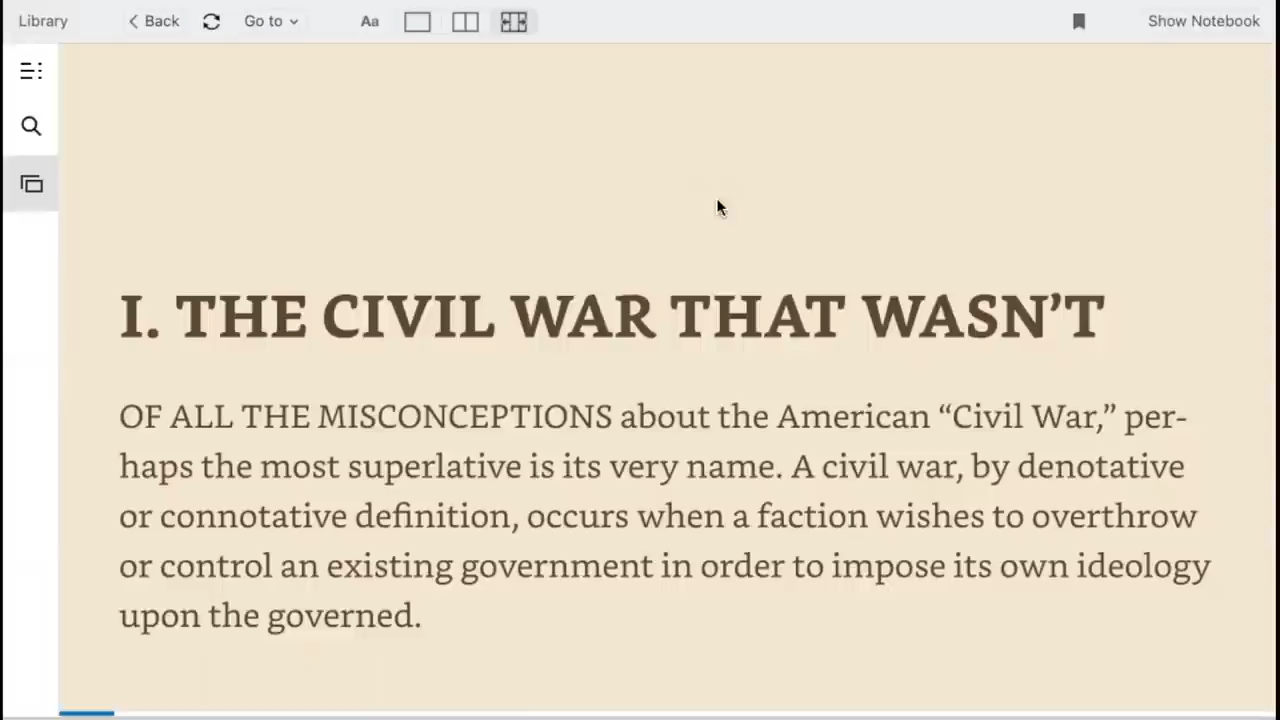 Library
Back
Go to
Aa
Show Notebook
I. THE CIVIL WAR THAT WASN’T
OF ALL THE MISCONCEPTIONS about the American “Civil War,” per-
haps the most superlative is its very name. A civil war, by denotative
or connotative definition, occurs when a faction wishes to overthrow
or control an existing government in order to impose its own ideology
upon the governed.